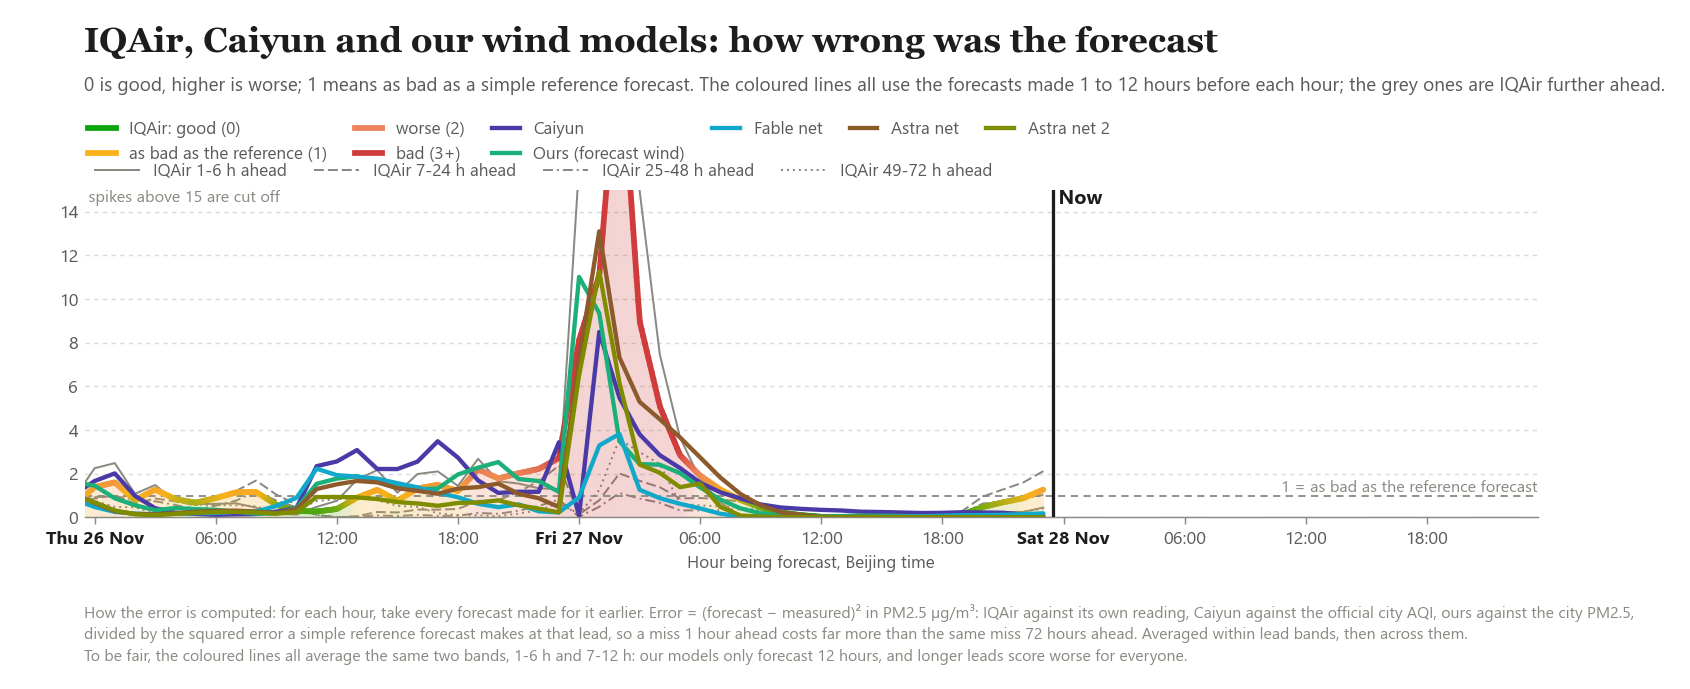 IQAir, Caiyun and our wind models: how wrong was the forecast
0 is good, higher is worse; 1 means as bad as a simple reference forecast. The coloured lines all use the forecasts made 1 to 12 hours before each hour; the grey ones are IQAir further ahead.
IQAir: good (0) worse (2) Caiyun Fable net Astra net Astra net 2
as bad as the reference (1) bad (3+) Ours (forecast wind)
IQAir 1-6 h ahead IQAir 7-24 h ahead IQAir 25-48 h ahead IQAir 49-72 h ahead
spikes above 15 are cut off
Now
14
12
10
8
6
4
2
0
1 = as bad as the reference forecast
Thu 26 Nov 06:00 12:00 18:00 Fri 27 Nov 06:00 12:00 18:00 Sat 28 Nov 06:00 12:00 18:00
Hour being forecast, Beijing time
How the error is computed: for each hour, take every forecast made for it earlier. Error = (forecast − measured)² in PM2.5 µg/m³: IQAir against its own reading, Caiyun against the official city AQI, ours against the city PM2.5,
divided by the squared error a simple reference forecast makes at that lead, so a miss 1 hour ahead costs far more than the same miss 72 hours ahead. Averaged within lead bands, then across them.
To be fair, the coloured lines all average the same two bands, 1-6 h and 7-12 h: our models only forecast 12 hours, and longer leads score worse for everyone.